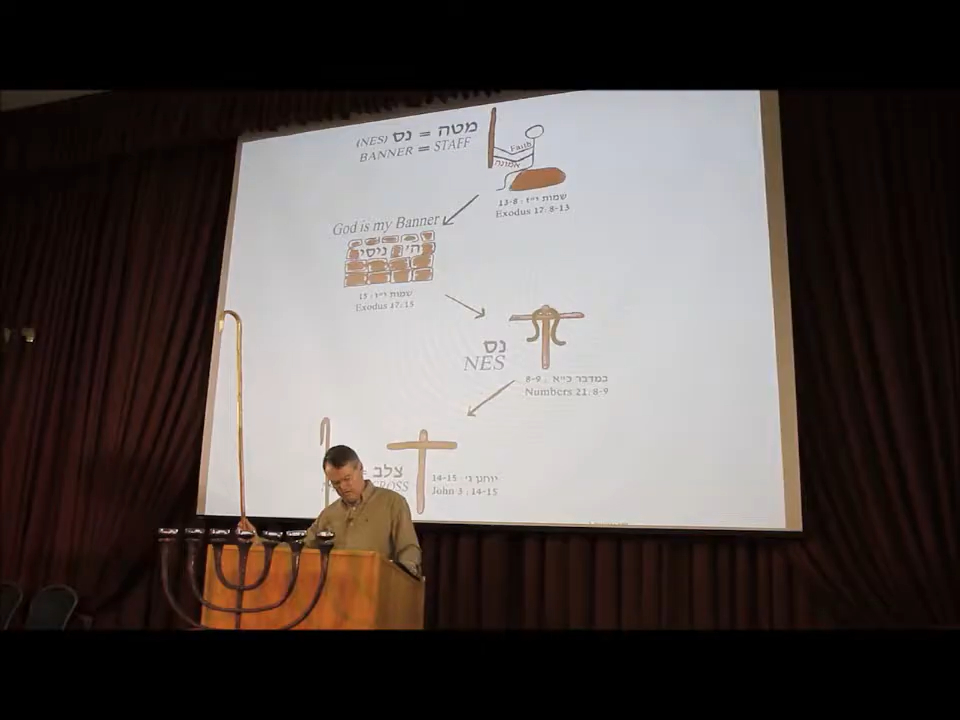 (NES) מטה = נס
BANNER = STAFF
Faith
אמונה
שמות י״ז : 13-8
Exodus 17: 8-13
God is my Banner
ה׳ ניסי
שמות י״ז : 15
Exodus 17: 15
נס
NES
במדבר כ״א : 8-9
Numbers 21: 8-9
= צלב
יוחנן ג׳ : 14-15
John 3 : 14-15